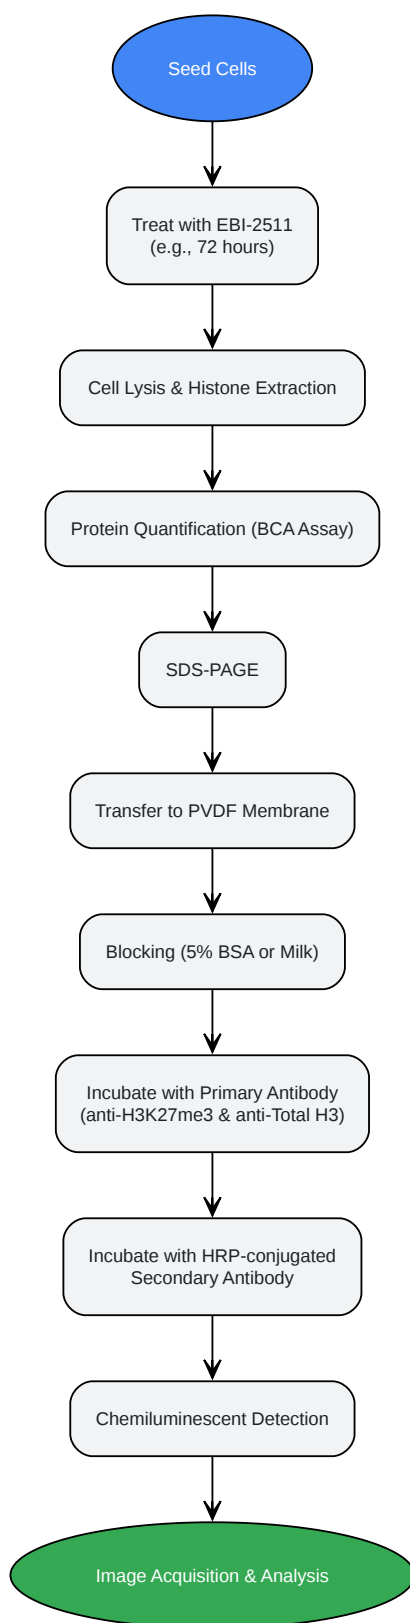 Seed Cells
Treat with EBI-2511
(e.g., 72 hours)
Cell Lysis & Histone Extraction
Protein Quantification (BCA Assay)
SDS-PAGE
Transfer to PVDF Membrane
Blocking (5% BSA or Milk)
Incubate with Primary Antibody
(anti-H3K27me3 & anti-Total H3)
Incubate with HRP-conjugated
Secondary Antibody
Chemiluminescent Detection
Image Acquisition & Analysis